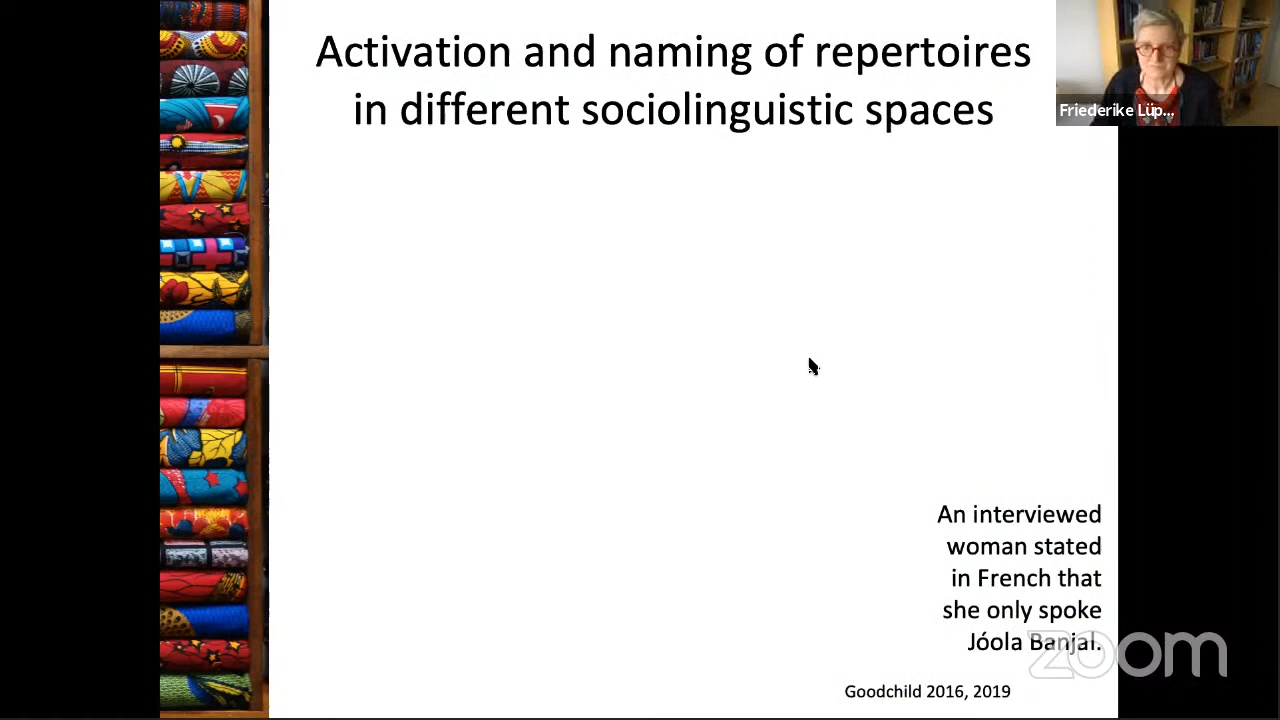 Activation and naming of repertoires
in different sociolinguistic spaces
Friederike Lüp...
An interviewed
woman stated
in French that
she only spoke
Jóola Banjal.
zoom
Goodchild 2016, 2019